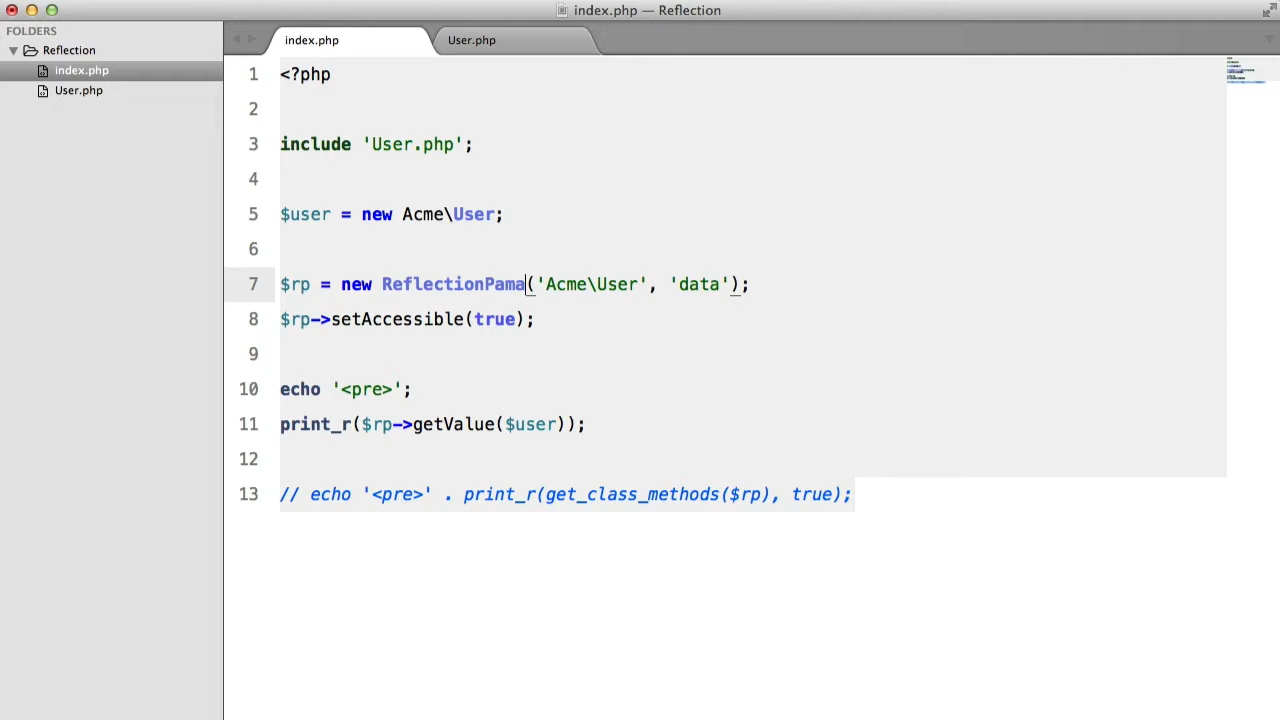 index.php — Reflection
FOLDERS
Reflection
index.php
User.php
index.php
User.php
1 <?php
2
3 include 'User.php';
4
5 $user = new Acme\User;
6
7 $rp = new ReflectionPama('Acme\User', 'data');
8 $rp->setAccessible(true);
9
10 echo '<pre>';
11 print_r($rp->getValue($user));
12
13 // echo '<pre>' . print_r(get_class_methods($rp), true);